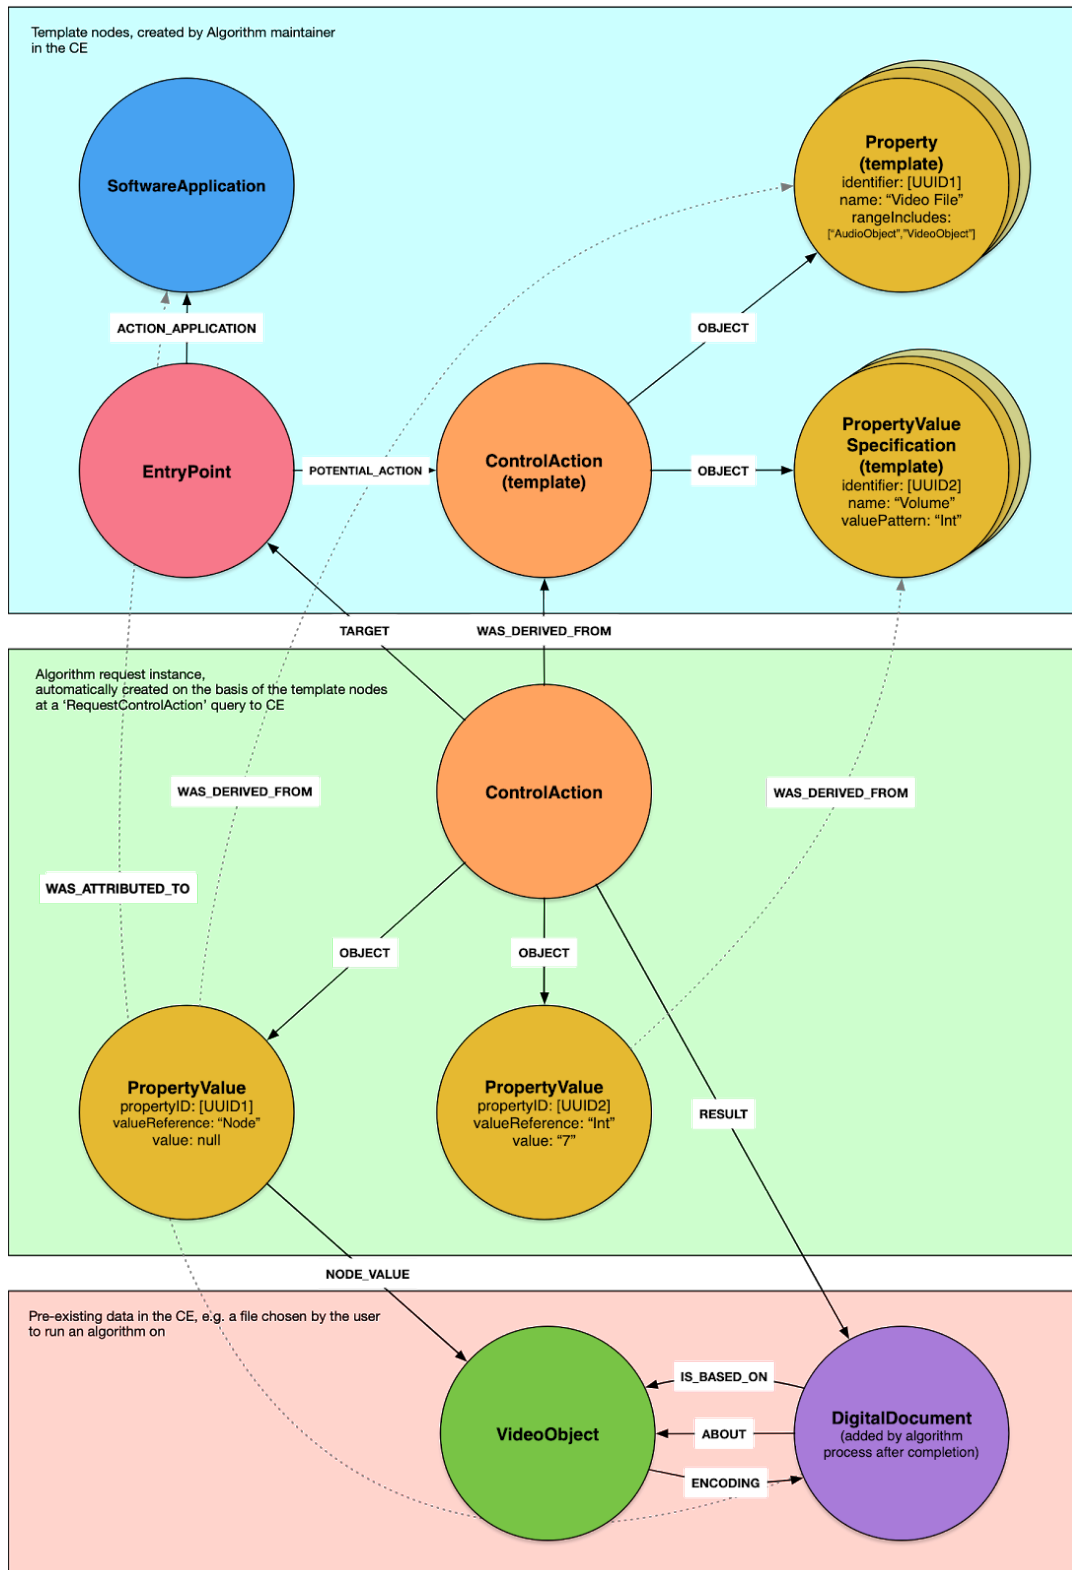 Template nodes, created by Algorithm maintainer
in the CE
SoftwareApplication
Property
(template)
identifier: [UUID1]
name: “Video File”
rangeIncludes:
[“AudioObject”,”VideoObject”]
ACTION_APPLICATION
OBJECT
EntryPoint
POTENTIAL_ACTION
ControlAction
(template)
OBJECT
PropertyValue
Specification
(template)
identifier: [UUID2]
name: “Volume”
valuePattern: “Int”
TARGET
WAS_DERIVED_FROM
Algorithm request instance,
automatically created on the basis of the template nodes
at a ‘RequestControlAction’ query to CE
ControlAction
WAS_DERIVED_FROM
WAS_DERIVED_FROM
WAS_ATTRIBUTED_TO
OBJECT
OBJECT
PropertyValue
propertyID: [UUID1]
valueReference: “Node”
value: null
PropertyValue
propertyID: [UUID2]
valueReference: “Int”
value: “7”
RESULT
NODE_VALUE
Pre-existing data in the CE, e.g. a file chosen by the user
to run an algorithm on
VideoObject
IS_BASED_ON
ABOUT
ENCODING
DigitalDocument
(added by algorithm
process after completion)